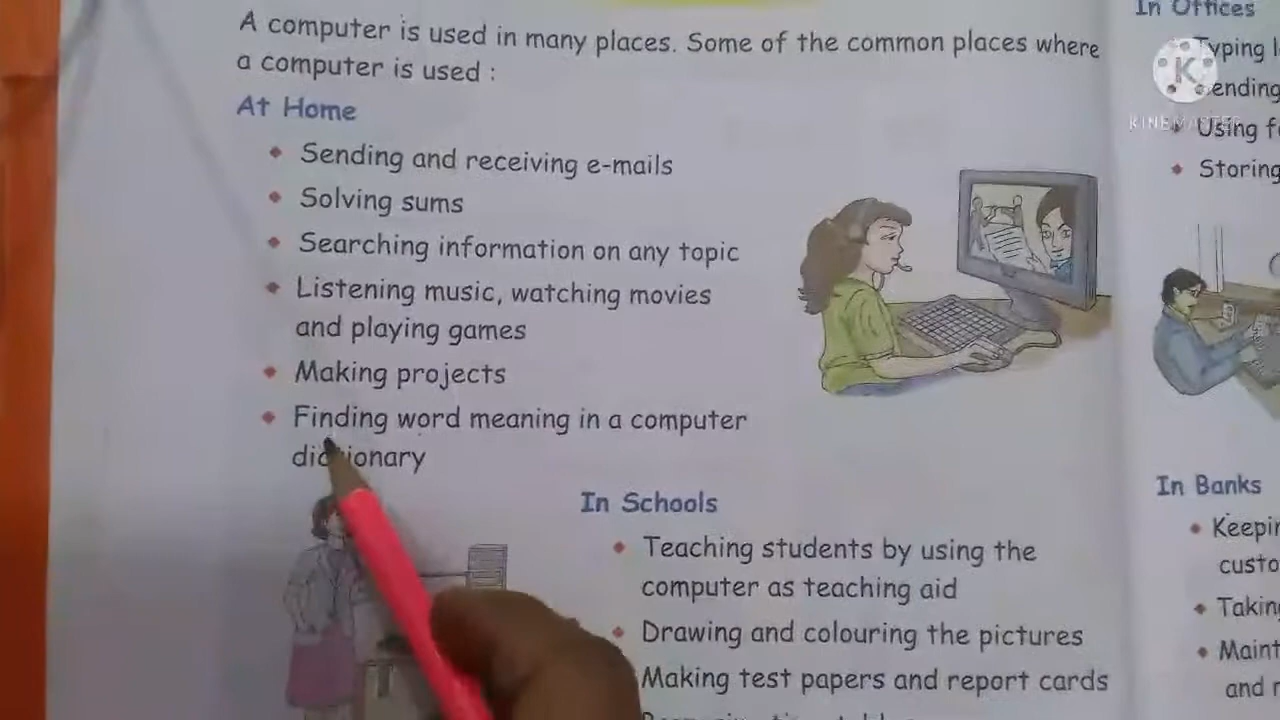 A computer is used in many places. Some of the common places where
a computer is used :
At Home
Sending and receiving e-mails
Solving sums
Searching information on any topic
Listening music, watching movies
and playing games
Making projects
Finding word meaning in a computer
dictionary
In Schools
Teaching students by using the
computer as teaching aid
Drawing and colouring the pictures
Making test papers and report cards
In Offices
Typing
Using
Storing
K
KINEMASTER
In Banks